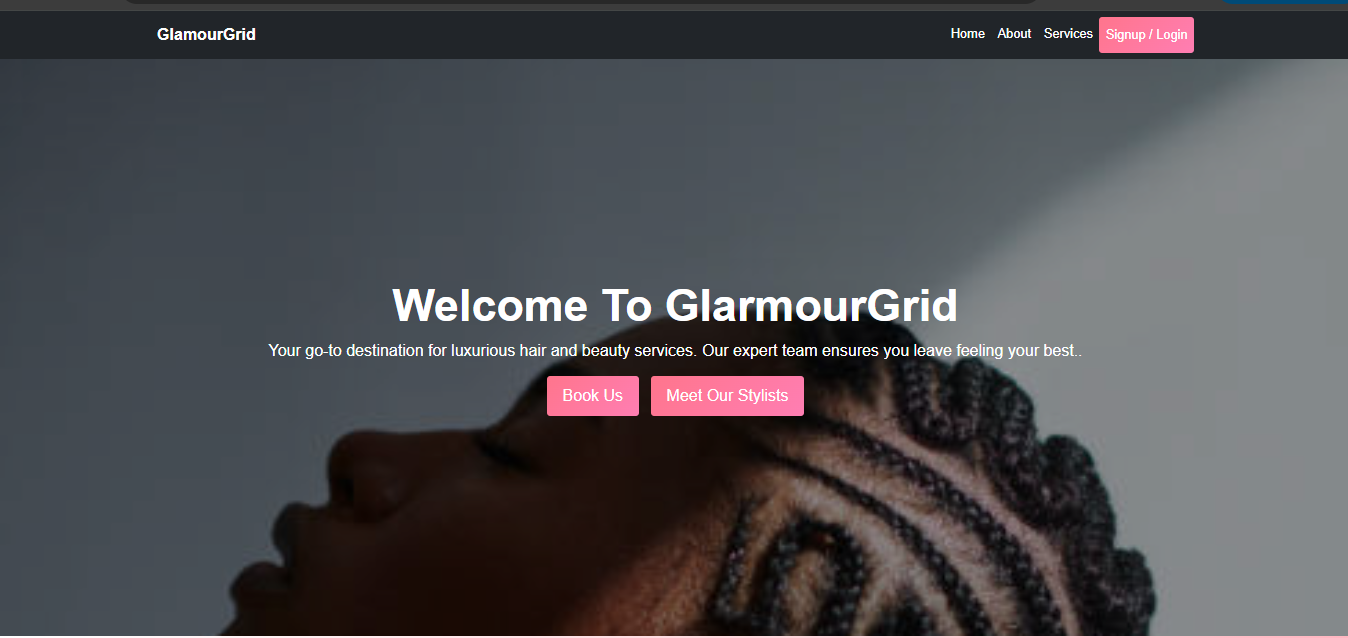 GlamourGrid
Home About Services Signup / Login
Welcome To GlarmourGrid
Your go-to destination for luxurious hair and beauty services. Our expert team ensures you leave feeling your best..
Book Us Meet Our Stylists